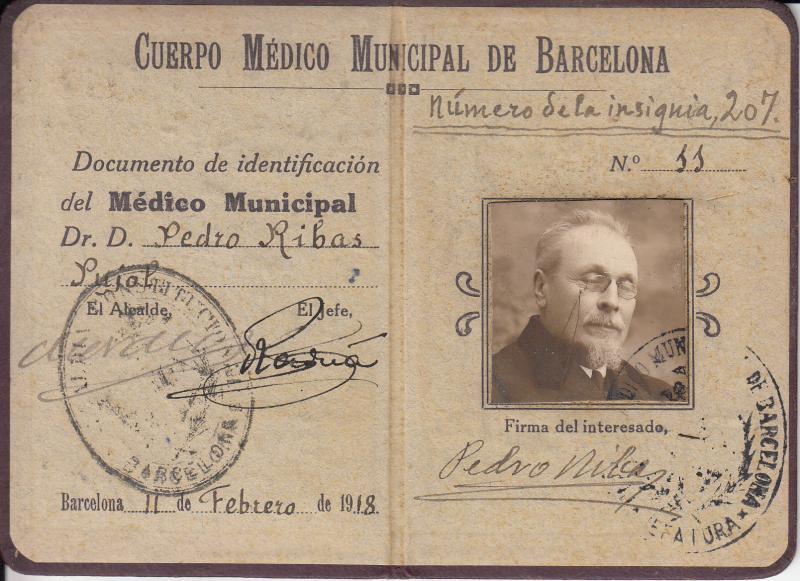 CUERPO MÉDICO MUNICIPAL DE BARCELONA
Documento de identificación
del Médico Municipal
Dr. D. Pedro Ribas
Pujol
El Alcalde, El Jefe,
BARCELONA
Barcelona 11 de Febrero de 1918
Número de la insignia, 207.
N.º 11
Firma del interesado,
Pedro Ribas
DE BARCELONA
JEFATURA